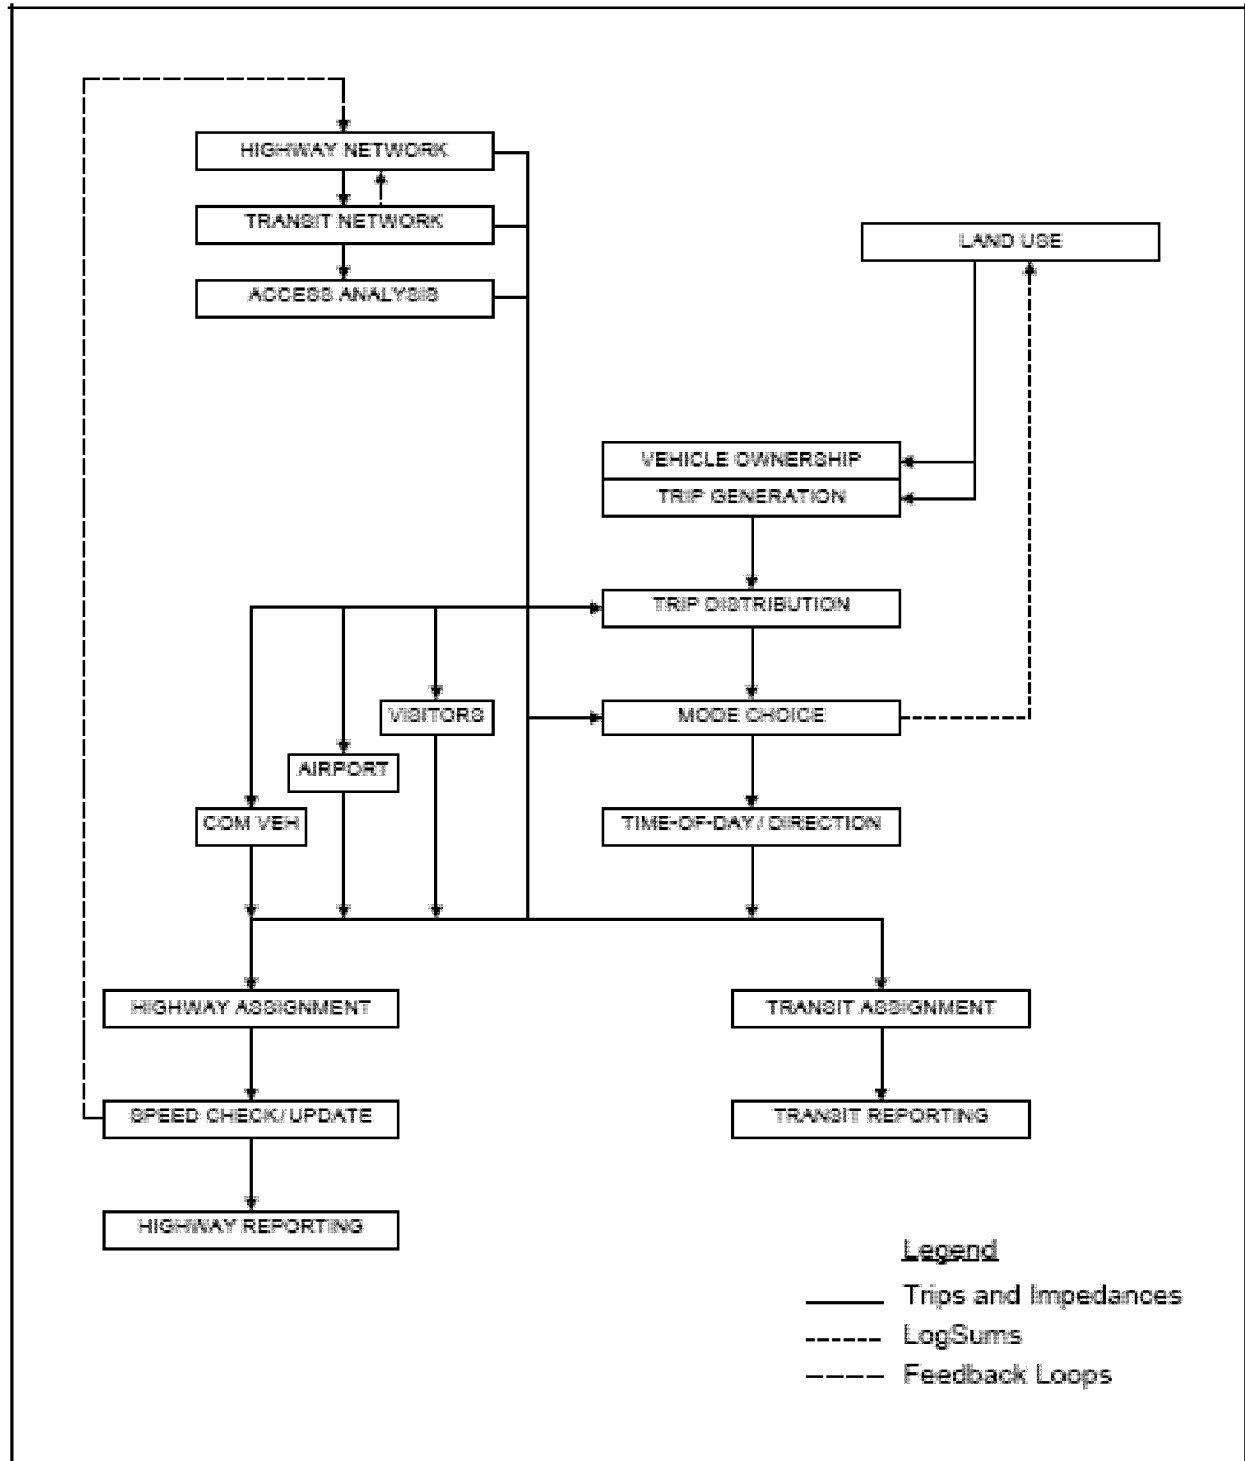 HIGHWAY NETWORK
TRANSIT NETWORK
LAND USE
ACCESS ANALYSIS
VEHICLE OWNERSHIP
TRIP GENERATION
TRIP DISTRIBUTION
VISITORS
MODE CHOICE
AIRPORT
COM VEH
TIME-OF-DAY / DIRECTION
HIGHWAY ASSIGNMENT
TRANSIT ASSIGNMENT
SPEED CHECK/ UPDATE
TRANSIT REPORTING
HIGHWAY REPORTING
Legend
Trips and Impedances
LogSums
Feedback Loops